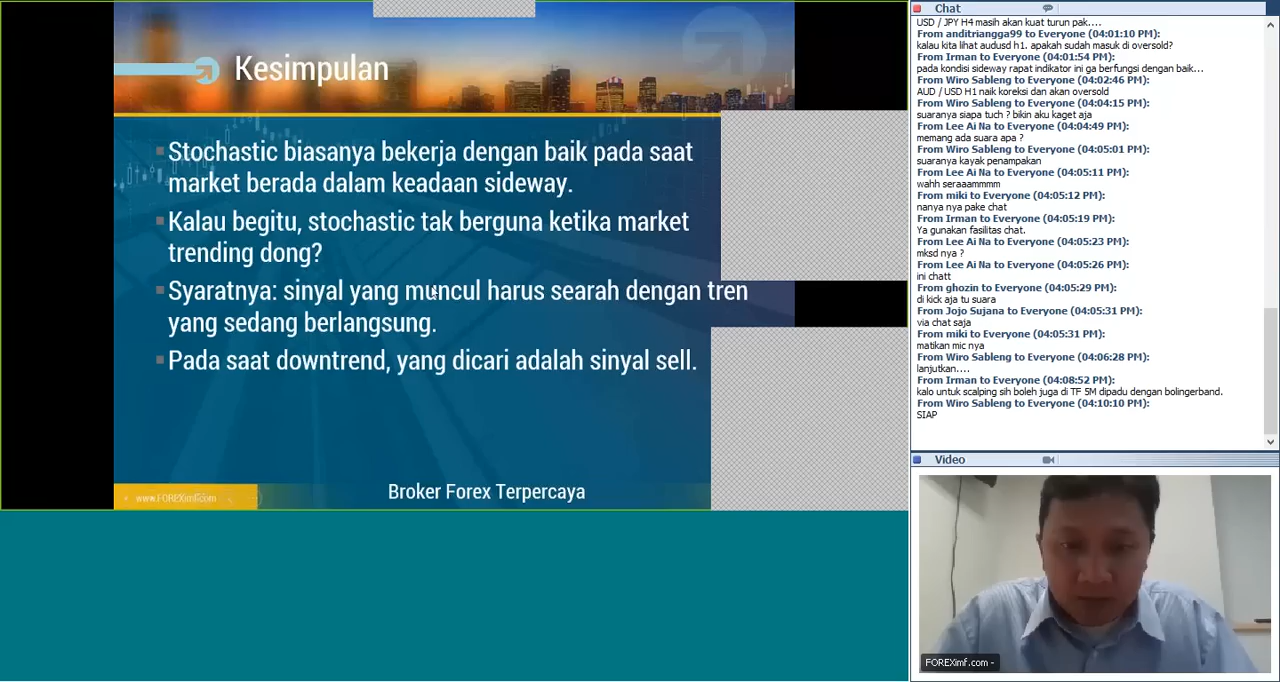 Kesimpulan
Stochastic biasanya bekerja dengan baik pada saat
market berada dalam keadaan sideway.
Kalau begitu, stochastic tak berguna ketika market
trending dong?
Syaratnya: sinyal yang muncul harus searah dengan tren
yang sedang berlangsung.
Pada saat downtrend, yang dicari adalah sinyal sell.
www.FOREXimf.com
Broker Forex Terpercaya
Chat
USD / JPY H4 masih akan kuat turun pak....
From anditriangga99 to Everyone (04:01:10 PM):
kalau kita lihat audusd h1. apakah sudah masuk di oversold?
From Irman to Everyone (04:01:54 PM):
pada kondisi sideway rapat indikator ini ga berfungsi dengan baik...
From Wiro Sableng to Everyone (04:02:46 PM):
AUD / USD H1 naik koreksi dan akan oversold
From Wiro Sableng to Everyone (04:04:15 PM):
suaranya siapa tuch ? bikin aku kaget aja
From Lee Ai Na to Everyone (04:04:49 PM):
memang ada suara apa ?
From Wiro Sableng to Everyone (04:05:01 PM):
suaranya kayak penampakan
From Lee Ai Na to Everyone (04:05:11 PM):
wahh seraaammmm
From miki to Everyone (04:05:12 PM):
nanya nya pake chat
From Irman to Everyone (04:05:19 PM):
Ya gunakan fasilitas chat.
From Lee Ai Na to Everyone (04:05:23 PM):
mksd nya ?
From Lee Ai Na to Everyone (04:05:26 PM):
ini chatt
From ghozin to Everyone (04:05:29 PM):
di kick aja tu suara
From Jojo Sujana to Everyone (04:05:31 PM):
via chat saja
From miki to Everyone (04:05:31 PM):
matikan mic nya
From Wiro Sableng to Everyone (04:06:28 PM):
lanjutkan....
From Irman to Everyone (04:08:52 PM):
kalo untuk scalping sih boleh juga di TF 5M dipadu dengan bolingerband.
From Wiro Sableng to Everyone (04:10:10 PM):
SIAP
Video
FOREXimf.com -